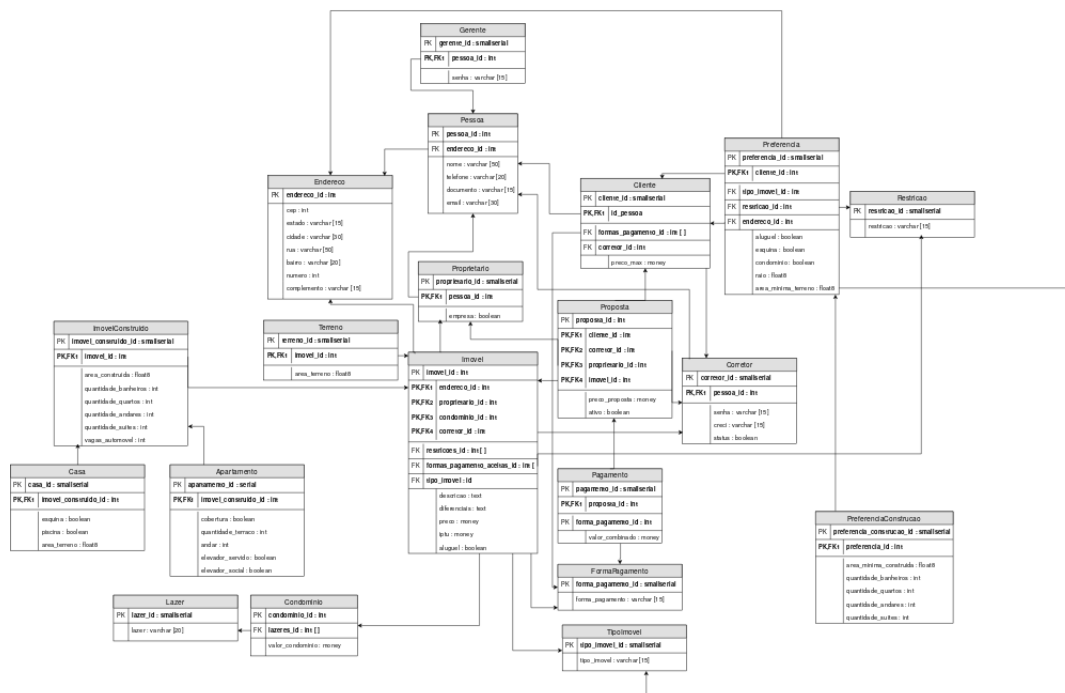 Gerente
PK gerente_id : smallserial
PK,FK1 pessoa_id : int
senha : varchar [15]
Pessoa
PK pessoa_id : int
FK endereco_id : int
nome : varchar [50]
telefone : varchar [20]
documento : varchar [15]
email : varchar [30]
Endereco
PK endereco_id : int
cep : int
estado : varchar [15]
cidade : varchar [30]
rua : varchar [50]
bairro : varchar [20]
numero : int
complemento : varchar [15]
Cliente
PK cliente_id : smallserial
PK,FK1 id_pessoa
FK formas_pagamento_id : int [ ]
FK corretor_id : int
preco_max : money
Preferencia
PK preferencia_id : smallserial
PK,FK1 cliente_id : int
FK tipo_imovel_id : int
FK restricao_id : int
FK endereco_id : int
aluguel : boolean
esquina : boolean
condominio : boolean
raio : float8
area_minima_terreno : float8
Restricao
PK restricao_id : smallserial
restricao : varchar [15]
Proprietario
PK proprietario_id : smallserial
PK,FK1 pessoa_id : int
empresa : boolean
Proposta
PK proposta_id : int
PK,FK1 cliente_id : int
PK,FK2 corretor_id : int
PK,FK3 proprietario_id : int
PK,FK4 imovel_id : int
preco_proposta : money
ativo : boolean
ImovelConstruido
PK imovel_construido_id : smallserial
PK,FK1 imovel_id : int
area_construida : float8
quantidade_banheiros : int
quantidade_quartos : int
quantidade_andares : int
quantidade_suites : int
vagas_automovel : int
Terreno
PK terreno_id : smallserial
PK,FK1 imovel_id : int
area_terreno : float8
Imovel
PK imovel_id : int
PK,FK1 endereco_id : int
PK,FK2 proprietario_id : int
PK,FK3 condominio_id : int
PK,FK4 corretor_id : int
FK restricoes_id : int [ ]
FK formas_pagamento_aceitas_id : int [
FK tipo_imovel : id
descricao : text
diferenciais : text
preco : money
iptu : money
aluguel : boolean
Corretor
PK corretor_id : smallserial
PK,FK1 pessoa_id : int
senha : varchar [15]
creci : varchar [15]
status : boolean
Casa
PK casa_id : smallserial
PK,FK1 imovel_construido_id : int
esquina : boolean
piscina : boolean
area_terreno : float8
Apartamento
PK apartamento_id : serial
PK,FK1 imovel_construido_id : int
cobertura : boolean
quantidade_terraco : int
andar : int
elevador_servido : boolean
elevador_social : boolean
Pagamento
PK pagamento_id : smallserial
PK,FK1 proposta_id : int
FK forma_pagamento_id : int
valor_combinado : money
PreferenciaConstrucao
PK preferencia_construcao_id : smallserial
PK,FK1 preferencia_id : int
area_minima_construida : float8
quantidade_banheiros : int
quantidade_quartos : int
quantidade_andares : int
quantidade_suites : int
FormaPagamento
PK forma_pagamento_id : smallserial
forma_pagamento : varchar [15]
Lazer
PK lazer_id : smallserial
lazer : varchar [20]
Condominio
PK condominio_id : int
FK lazeres_id : int [ ]
valor_condominio : money
TipoImovel
PK tipo_imovel_id : smallserial
tipo_imovel : varchar [15]